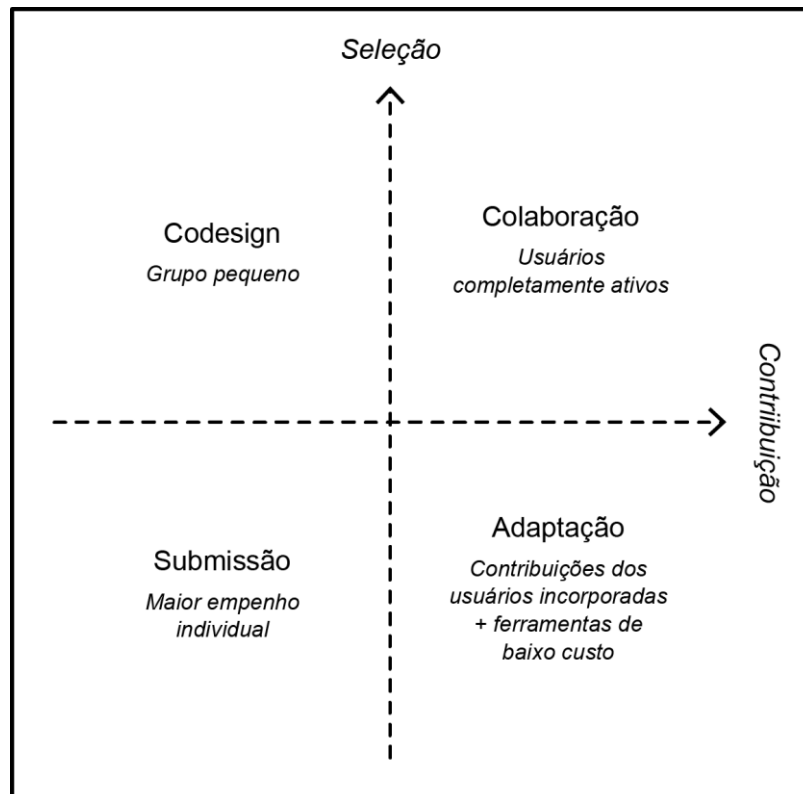 Seleção
Codesign
Grupo pequeno
Colaboração
Usuários
completamente ativos
Contriibuição
Submissão
Maior empenho
individual
Adaptação
Contribuições dos
usuários incorporadas
+ ferramentas de
baixo custo